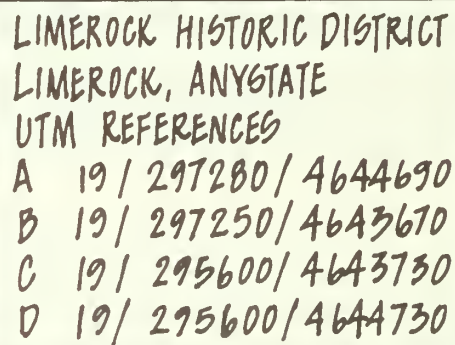 LIMEROCK HISTORIC DISTRICT
LIMEROCK, ANYSTATE
UTM REFERENCES
A 19/ 297280/ 4644690
B 19/ 297250/ 4643670
C 19/ 295600/ 4643730
D 19/ 295600/ 4644730